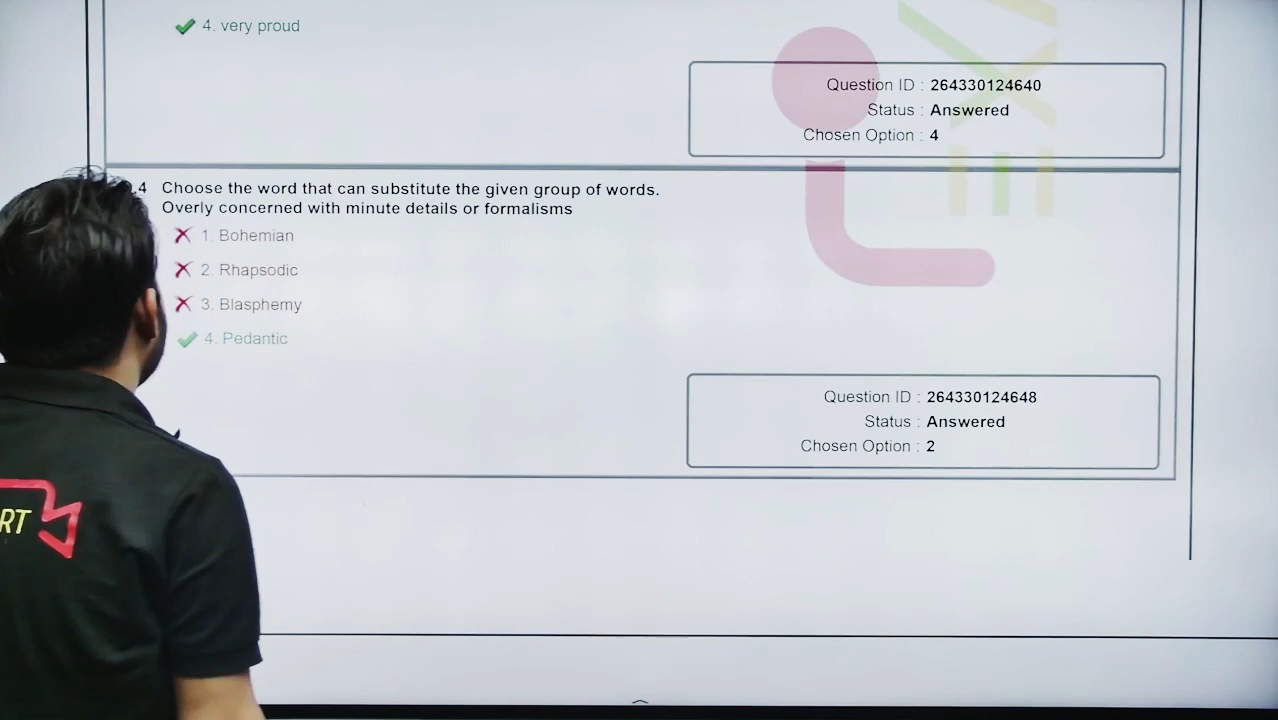 4. very proud
Question ID : 264330124640
Status : Answered
Chosen Option : 4
.4 Choose the word that can substitute the given group of words.
Overly concerned with minute details or formalisms
1. Bohemian
2. Rhapsodic
3. Blasphemy
4. Pedantic
Question ID : 264330124648
Status : Answered
Chosen Option : 2
RT